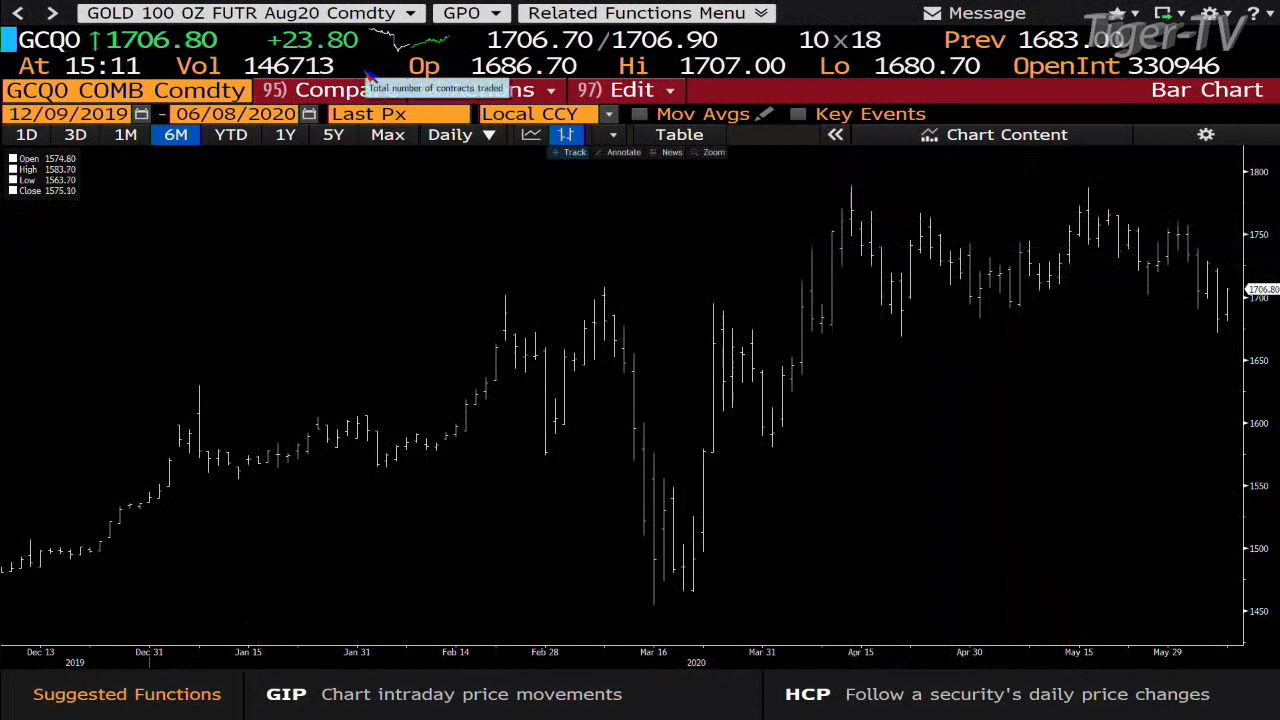 GOLD 100 OZ FUTR Aug20 Comdty GPO Related Functions Menu Message ?
GCQ0 ↑1706.80 +23.80 1706.70/1706.90 10x18 Prev 1683.00
Tiger-TV
At 15:11 Vol 146713 Op 1686.70 Hi 1707.00 Lo 1680.70 OpenInt 330946
GCQ0 COMB Comdty 95) Compa ns 97) Edit Bar Chart
Total number of contracts traded
12/09/2019 - 06/08/2020 Last Px Local CCY Mov Avgs Key Events
1D 3D 1M 6M YTD 1Y 5Y Max Daily ▼ Table « Chart Content
+ Track Annotate News Zoom
Open 1574.80
High 1583.70
Low 1563.70
Close 1575.10
1800
1750
1706.80
1700
1650
1600
1550
1500
1450
Dec 13 Dec 31 Jan 15 Jan 31 Feb 14 Feb 28 Mar 16 Mar 31 Apr 15 Apr 30 May 15 May 29
2019 2020
Suggested Functions GIP Chart intraday price movements HCP Follow a security's daily price changes